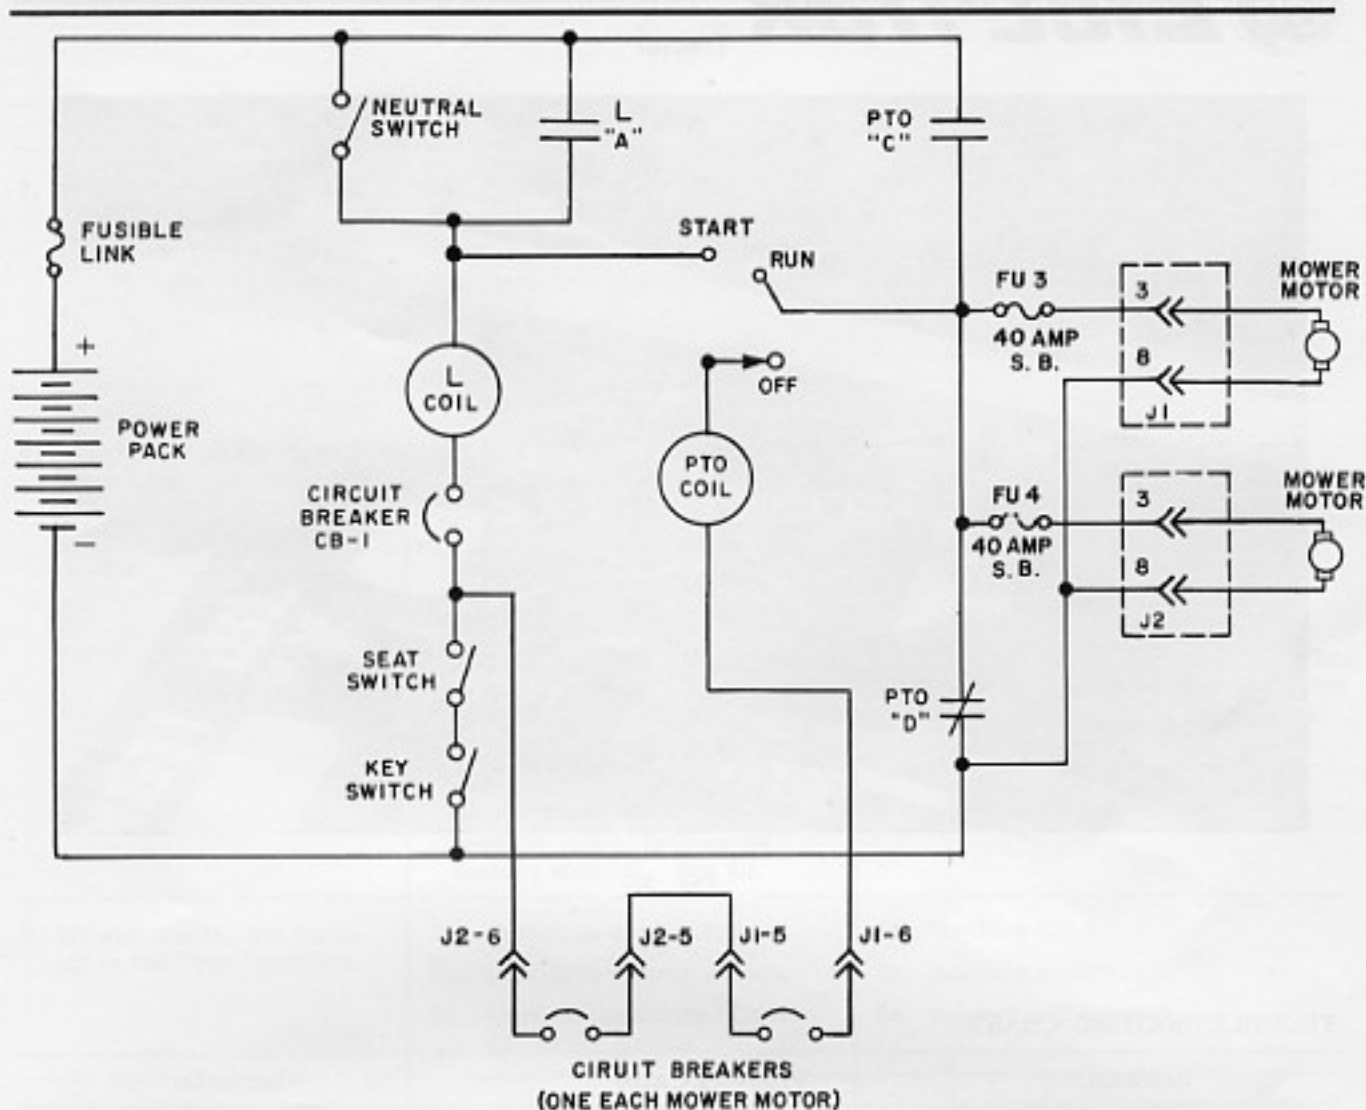 NEUTRAL
SWITCH
L
"A"
PTO
"C"
FUSIBLE
LINK
START
RUN
FU 3
40 AMP
S. B.
3
8
J1
MOWER
MOTOR
+
POWER
PACK
−
L
COIL
OFF
PTO
COIL
CIRCUIT
BREAKER
CB-1
FU 4
40 AMP
S. B.
3
8
J2
MOWER
MOTOR
SEAT
SWITCH
PTO
"D"
KEY
SWITCH
J2-6
J2-5
J1-5
J1-6
CIRUIT BREAKERS
(ONE EACH MOWER MOTOR)